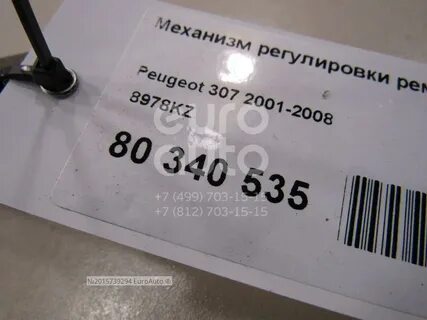 Механизм регулировки рем
Peugeot 307 2001-2008
8978KZ
80 340 535
euro
auto
+7 (499) 703-15-15
+7 (812) 703-15-15
№2015739294 EuroAuto ®